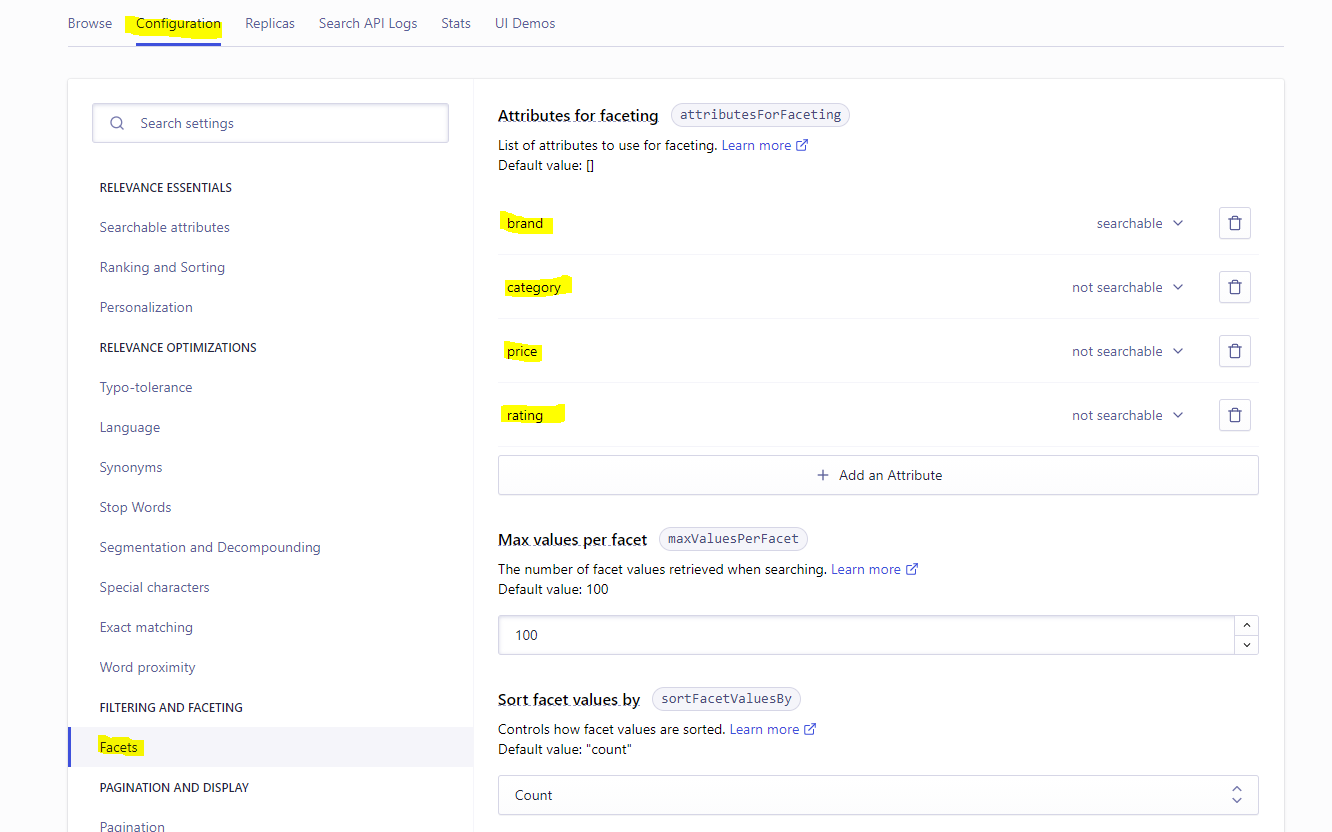 Browse Configuration Replicas Search API Logs Stats UI Demos
Search settings
RELEVANCE ESSENTIALS
Searchable attributes
Ranking and Sorting
Personalization
RELEVANCE OPTIMIZATIONS
Typo-tolerance
Language
Synonyms
Stop Words
Segmentation and Decompounding
Special characters
Exact matching
Word proximity
FILTERING AND FACETING
Facets
PAGINATION AND DISPLAY
Pagination
Attributes for faceting attributesForFaceting
List of attributes to use for faceting. Learn more
Default value: []
brand searchable
category not searchable
price not searchable
rating not searchable
+ Add an Attribute
Max values per facet maxValuesPerFacet
The number of facet values retrieved when searching. Learn more
Default value: 100
100
Sort facet values by sortFacetValuesBy
Controls how facet values are sorted. Learn more
Default value: "count"
Count